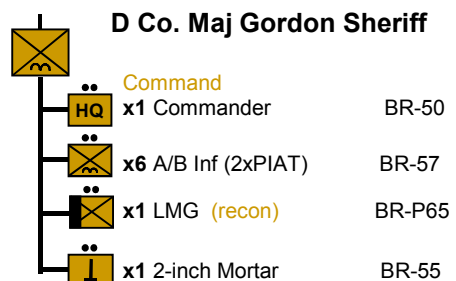 D Co. Maj Gordon Sheriff
Command
HQ x1 Commander BR-50
x6 A/B Inf (2xPIAT) BR-57
x1 LMG (recon) BR-P65
x1 2-inch Mortar BR-55